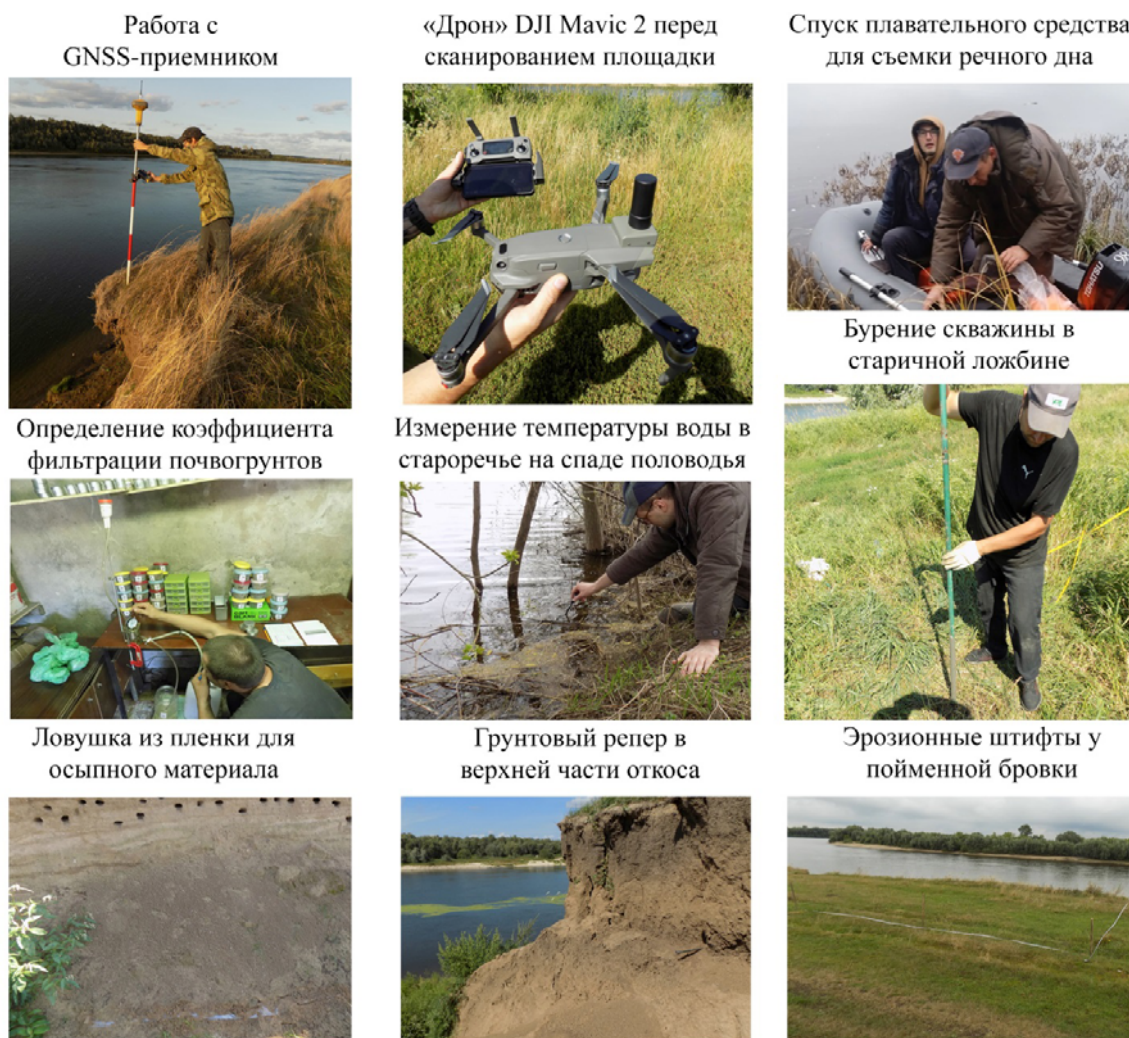 Работа с
GNSS-приемником
«Дрон» DJI Mavic 2 перед
сканированием площадки
Спуск плавательного средства
для съемки речного дна
TOHATSU
Бурение скважины в
старичной ложбине
Определение коэффициента
фильтрации почвогрунтов
Измерение температуры воды в
староречье на спаде половодья
Ловушка из пленки для
осыпного материала
Грунтовый репер в
верхней части откоса
Эрозионные штифты у
пойменной бровки